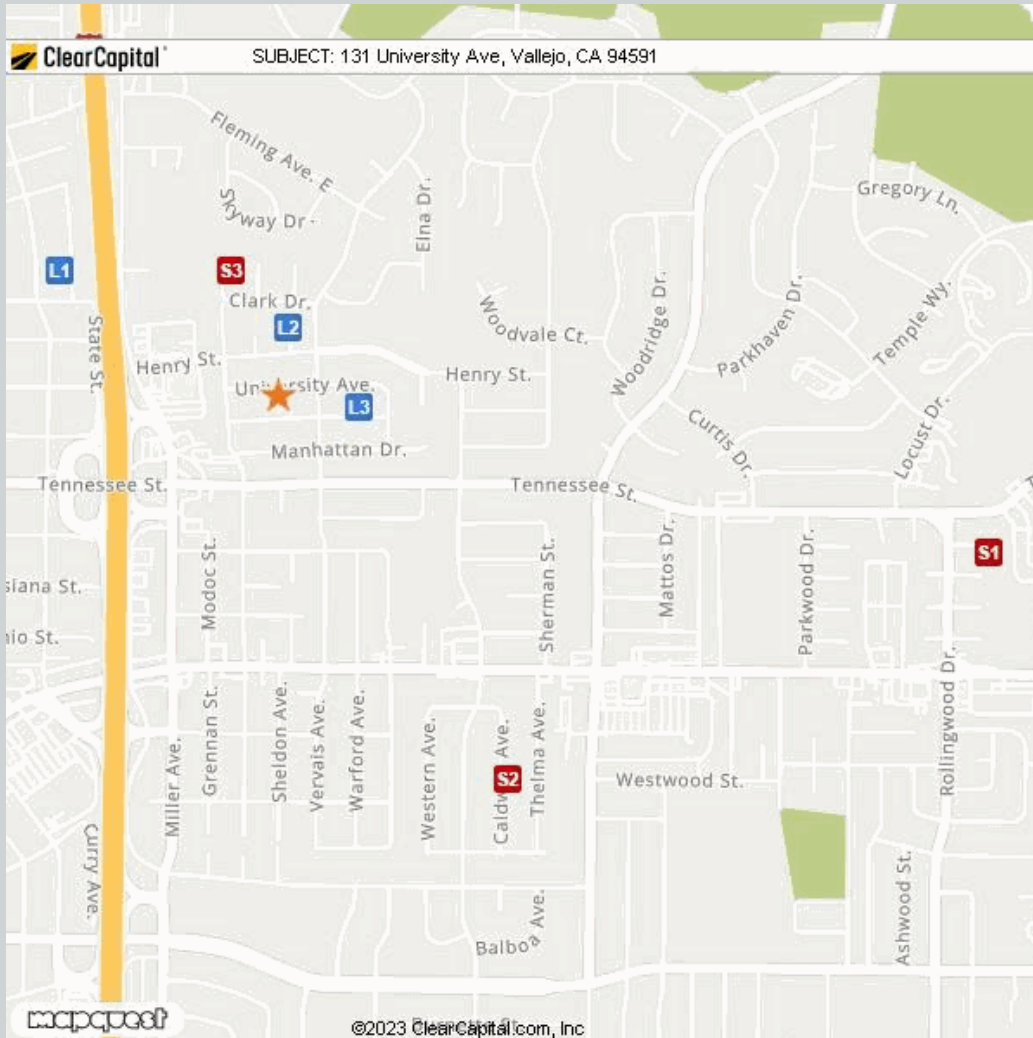 ClearCapital
SUBJECT: 131 University Ave, Vallejo, CA 94591
Fleming Ave. E
Gregory Ln.
Skyway Dr
Elna Dr.
L1
S3
Clark Dr.
L2
Woodvale Ct.
Woodridge Dr.
Parkhaven Dr.
Temple Wy.
State St.
Henry St.
University Ave.
Henry St.
L3
Curtis Dr.
Locust Dr.
Manhattan Dr.
Tennessee St.
Tennessee St.
Mattos Dr.
Parkwood Dr.
S1
Modoc St.
Sherman St.
siana St.
io St.
Rollingwood Dr.
Grennan St.
Sheldon Ave.
Vervais Ave.
Warford Ave.
Western Ave.
Thelma Ave.
S2
Westwood St.
Miller Ave.
Curry Ave.
Ashwood St.
Balboa Ave.
mapquest
©2023 ClearCapital.com, Inc